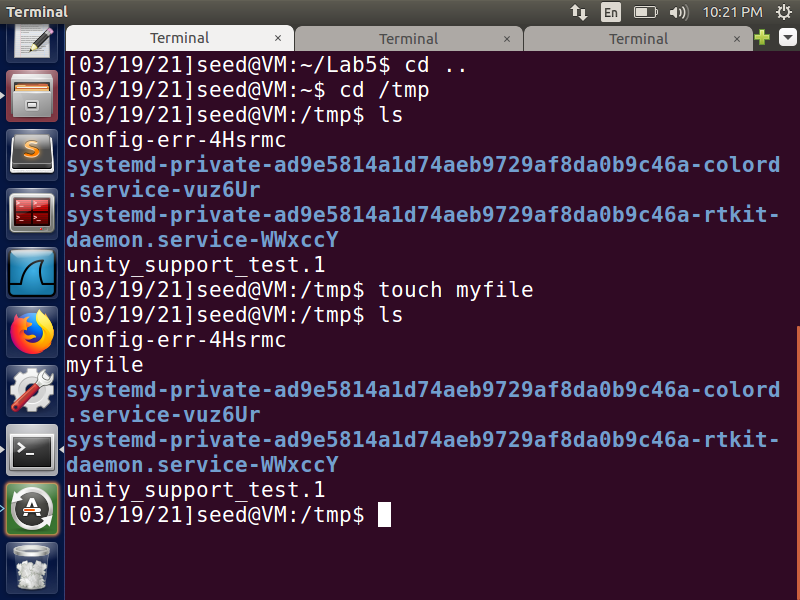 Terminal
En
10:21 PM
Terminal × Terminal × Terminal ×
[03/19/21]seed@VM:~/Lab5$ cd ..
[03/19/21]seed@VM:~$ cd /tmp
[03/19/21]seed@VM:/tmp$ ls
config-err-4Hsrmc
systemd-private-ad9e5814a1d74aeb9729af8da0b9c46a-colord
.service-vuz6Ur
systemd-private-ad9e5814a1d74aeb9729af8da0b9c46a-rtkit-
daemon.service-WWxccY
unity_support_test.1
[03/19/21]seed@VM:/tmp$ touch myfile
[03/19/21]seed@VM:/tmp$ ls
config-err-4Hsrmc
myfile
systemd-private-ad9e5814a1d74aeb9729af8da0b9c46a-colord
.service-vuz6Ur
systemd-private-ad9e5814a1d74aeb9729af8da0b9c46a-rtkit-
daemon.service-WWxccY
unity_support_test.1
[03/19/21]seed@VM:/tmp$